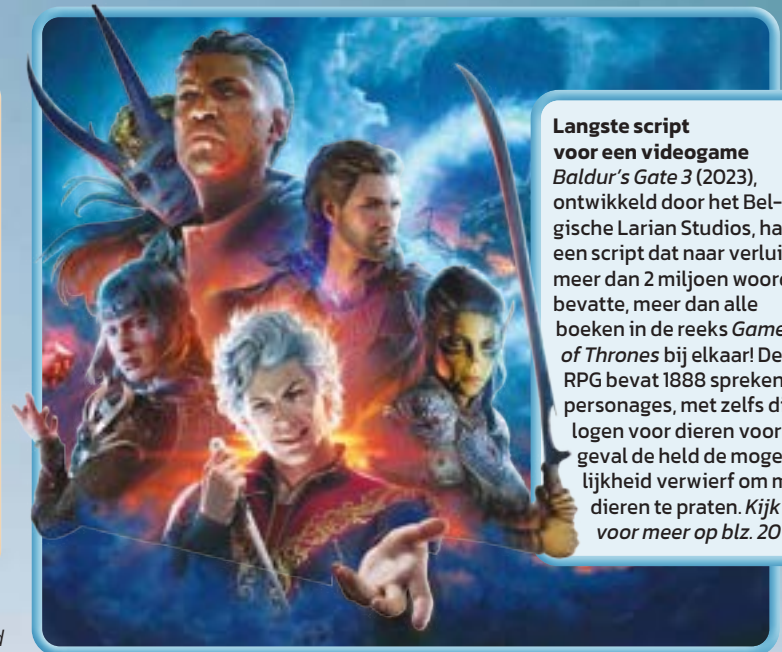 Langste script
voor een videogame
Baldur's Gate 3 (2023),
ontwikkeld door het Bel-
gische Larian Studios, ha
een script dat naar verlui
meer dan 2 miljoen woord
bevatte, meer dan alle
boeken in de reeks Game
of Thrones bij elkaar! De
RPG bevat 1888 spreken
personages, met zelfs di
logen voor dieren voor
geval de held de moge
lijkheid verwierf om m
dieren te praten. Kijk
voor meer op blz. 20
d